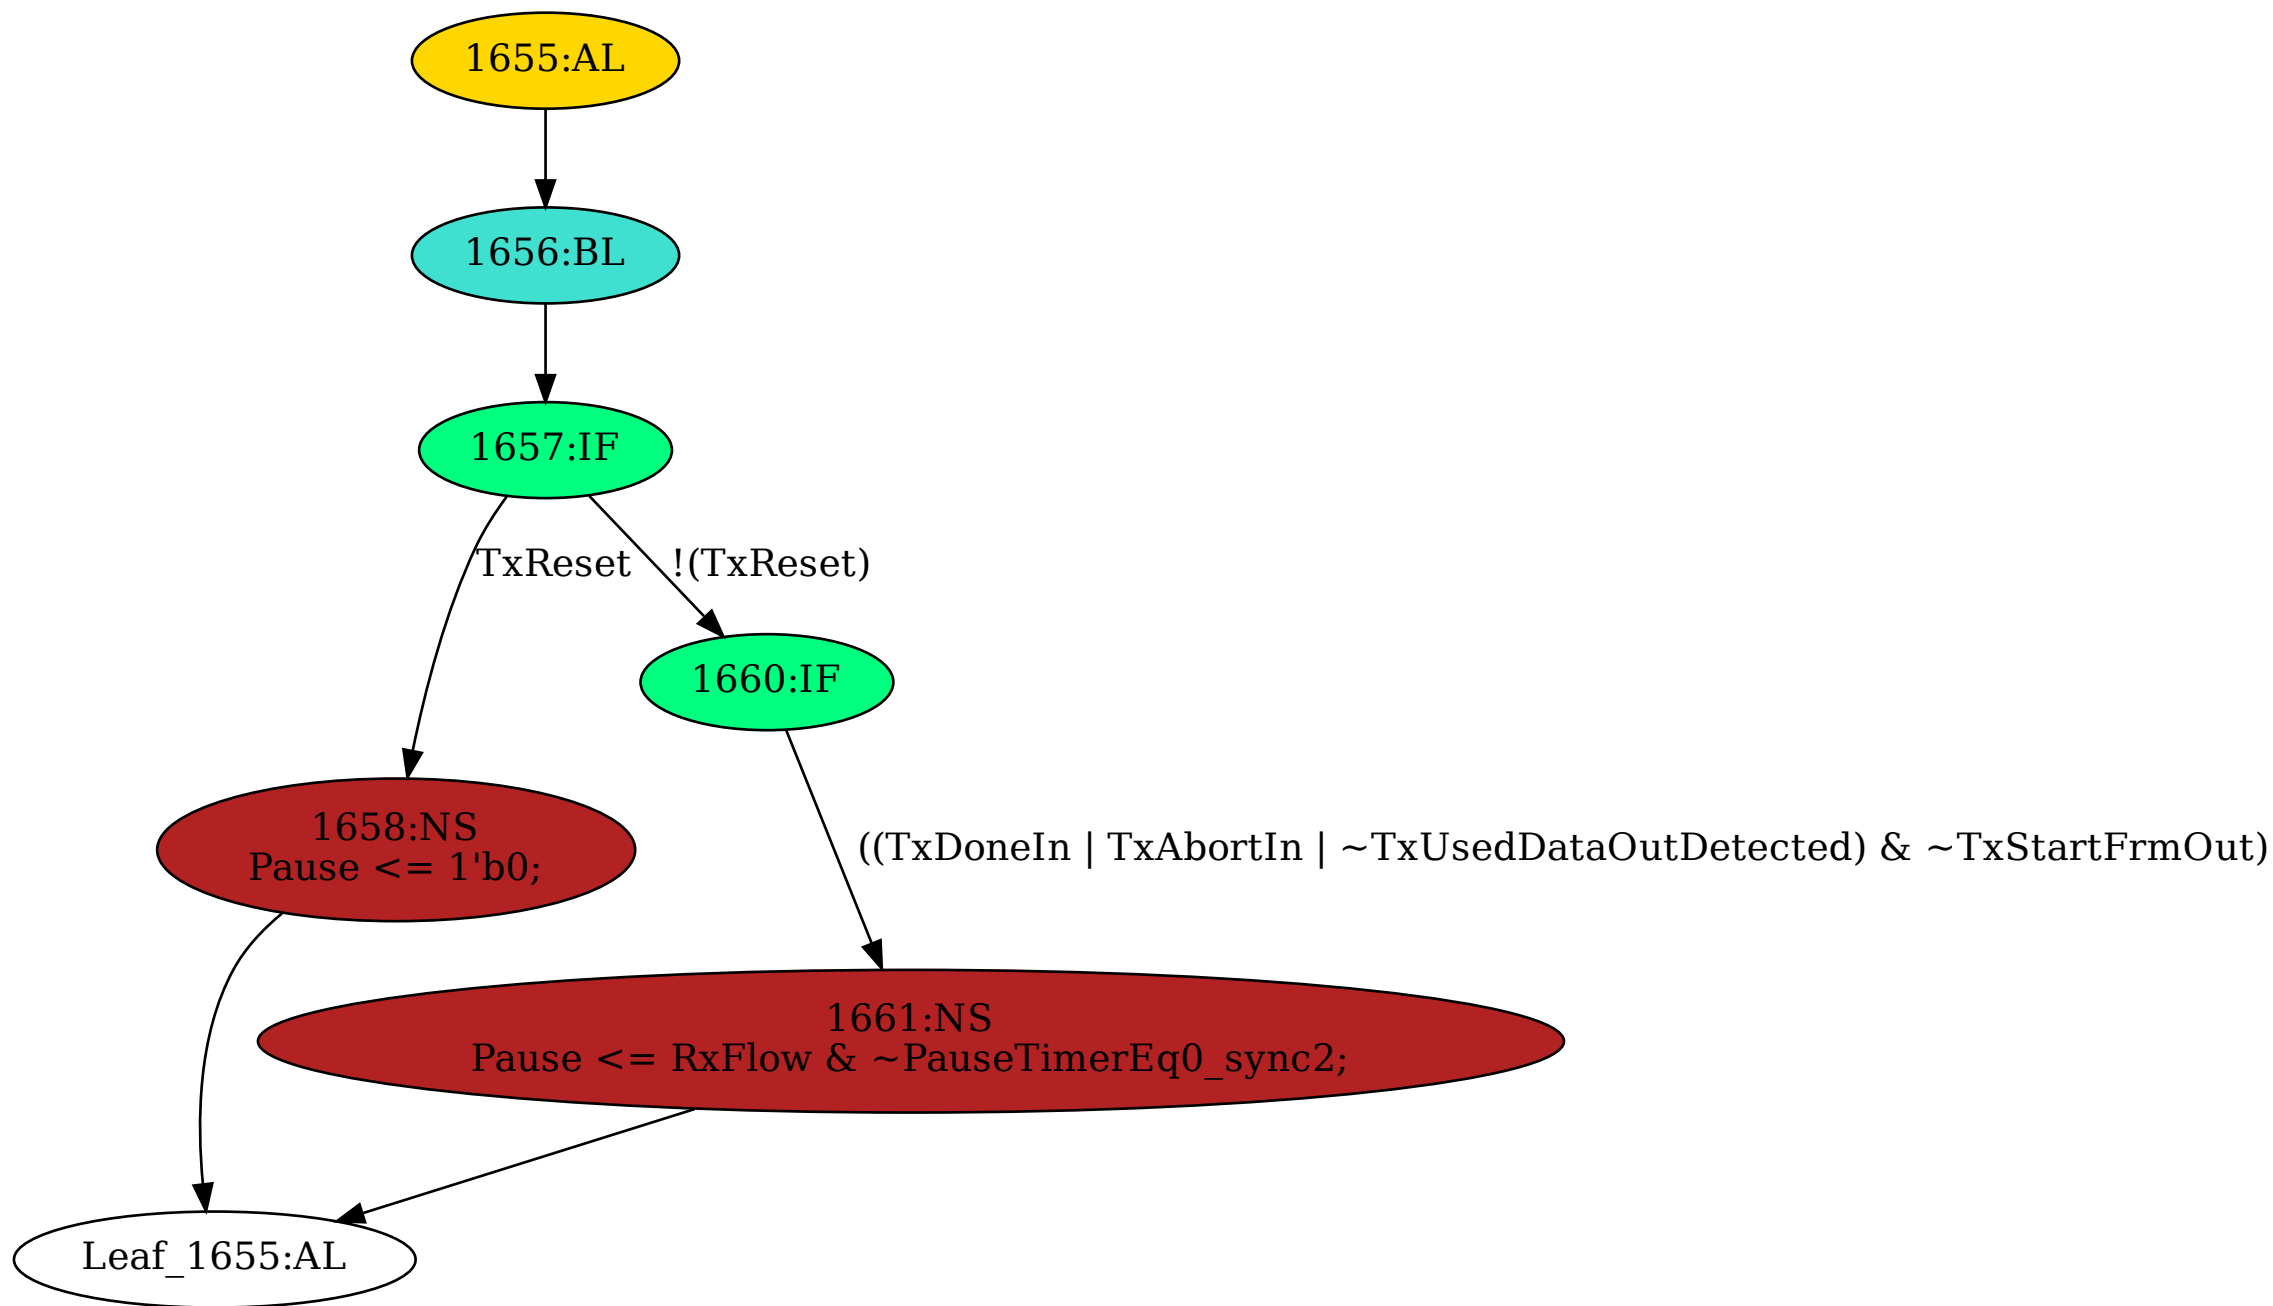 1655:AL
1656:BL
1657:IF
TxReset
!(TxReset)
1660:IF
1658:NS
Pause <= 1'b0;
((TxDoneIn | TxAbortIn | ~TxUsedDataOutDetected) & ~TxStartFrmOut)
1661:NS
Pause <= RxFlow & ~PauseTimerEq0_sync2;
Leaf_1655:AL